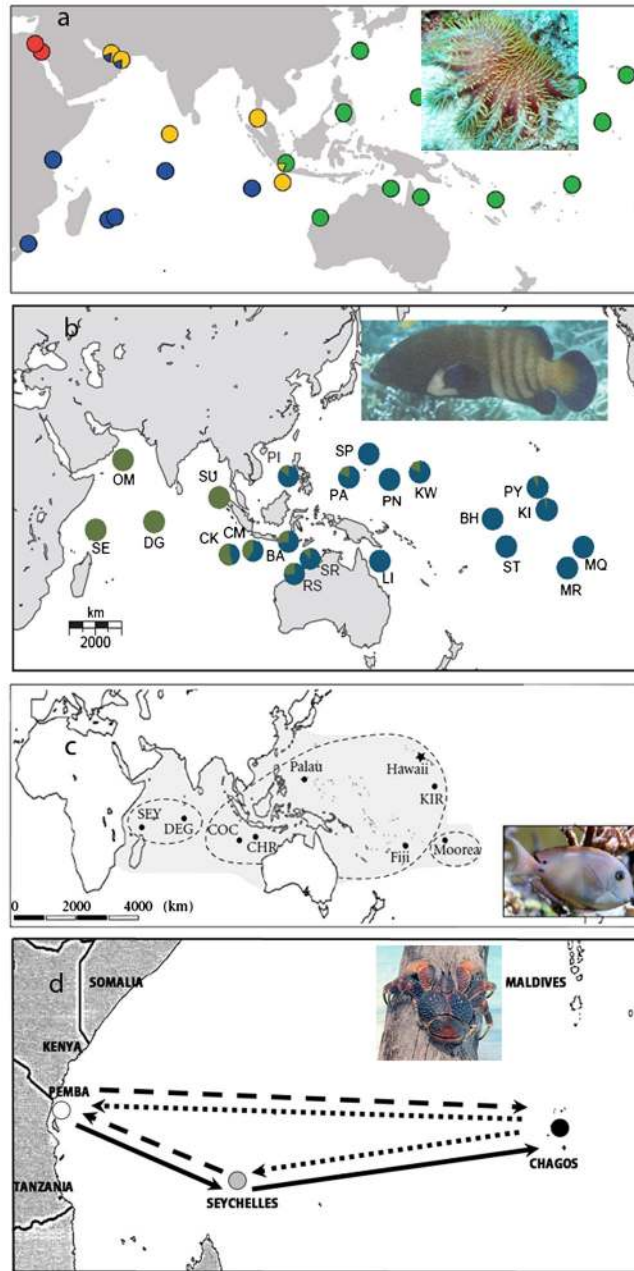 a
b
SP
PI
OM
SU
PA
PN
KW
PY
KI
BH
SE
DG
CK
CM
BA
SR
RS
LI
ST
MQ
MR
km
2000
c
Palau
Hawaii
KIR
SEY
DEG
COC
CHR
Fiji
Moorea
0 2000 4000 (km)
d
SOMALIA
MALDIVES
KENYA
PEMBA
TANZANIA
SEYCHELLES
CHAGOS